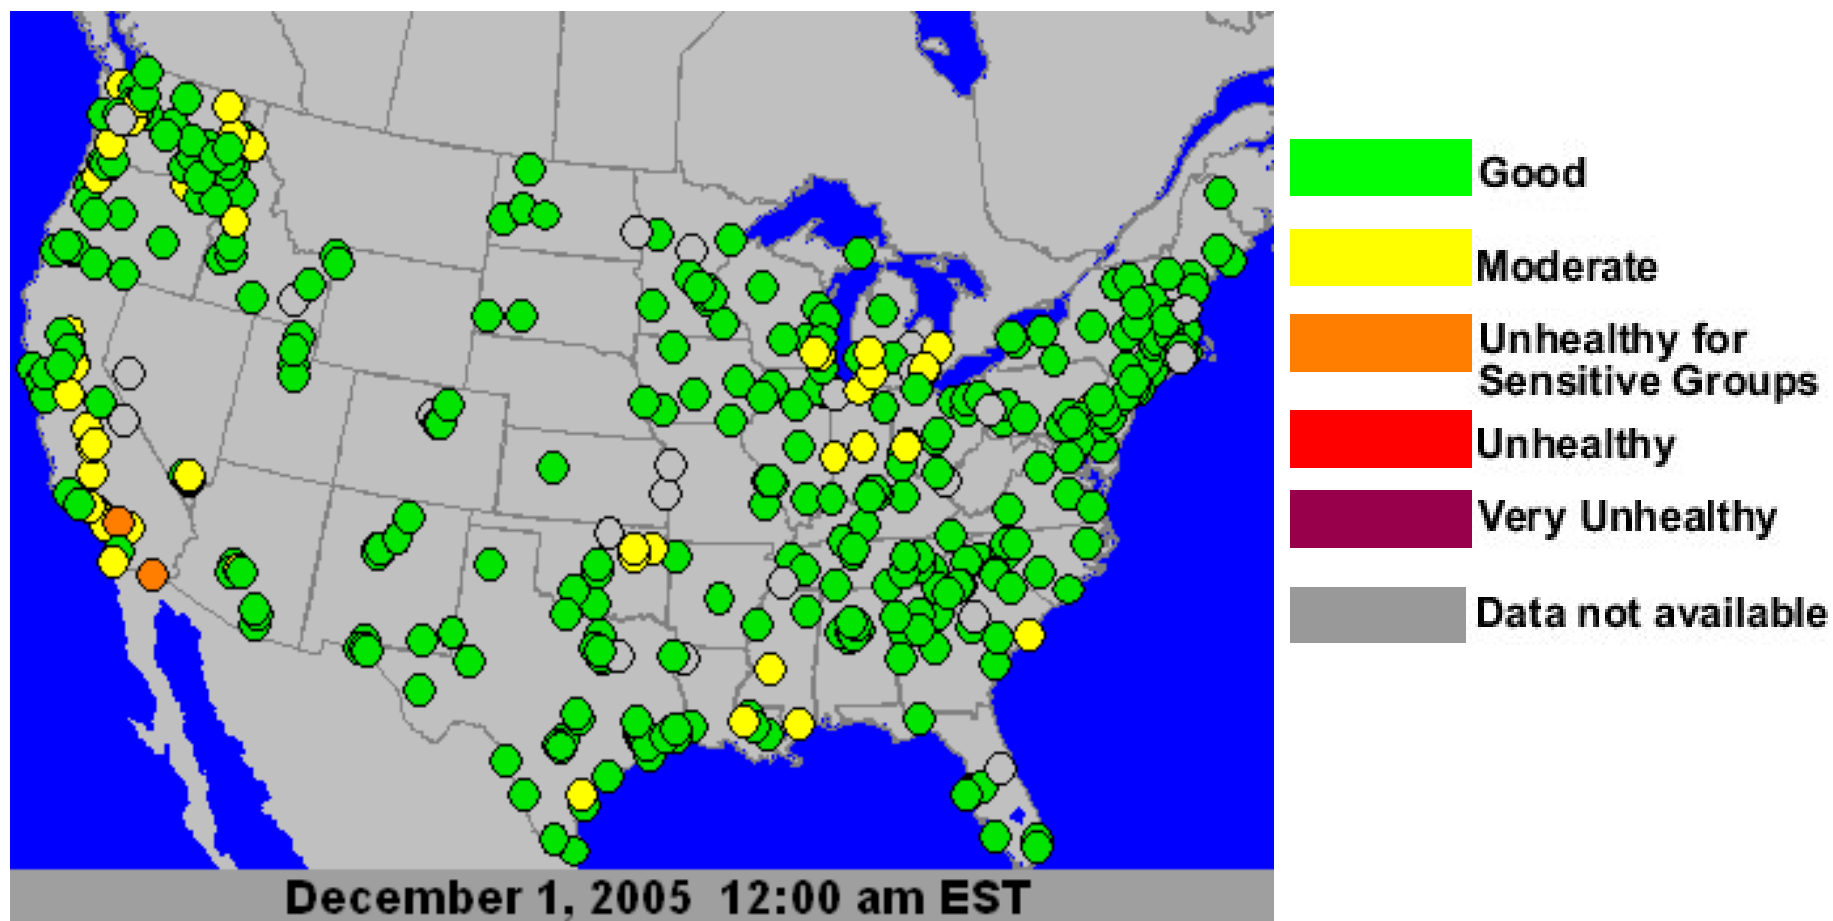 Good
Moderate
Unhealthy for
Sensitive Groups
Unhealthy
Very Unhealthy
Data not available
December 1, 2005 12:00 am EST